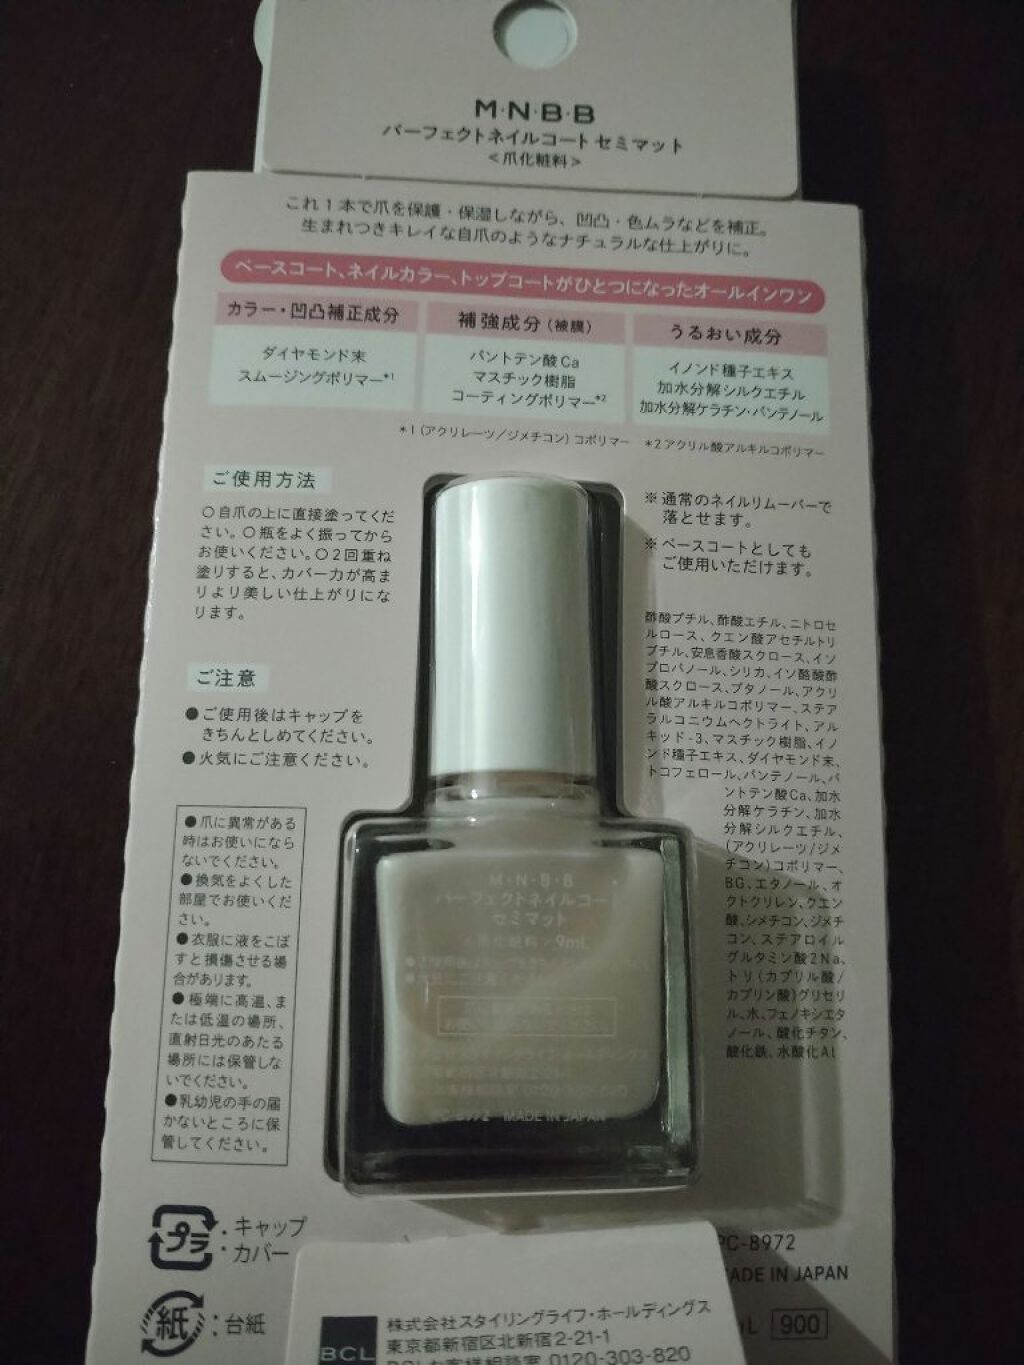 M・N・B・B
パーフェクトネイルコート セミマット
<爪化粧料>
これ1本で爪を保護・保湿しながら、凹凸・色ムラなどを補正。
生まれつきキレイな自爪のようなナチュラルな仕上がりに。
ベースコート、ネイルカラー、トップコートがひとつになったオールインワン
カラー・凹凸補正成分
ダイヤモンド末
スムージングポリマー*1
補強成分(被膜)
パントテン酸Ca
マスチック樹脂
コーティングポリマー*2
うるおい成分
イノンド種子エキス
加水分解シルクエチル
加水分解ケラチン・パンテノール
*1(アクリレーツ/ジメチコン)コポリマー *2アクリル酸アルキルコポリマー
ご使用方法
○自爪の上に直接塗ってくだ
さい。○瓶をよく振ってから
お使いください。○2回重ね
塗りすると、カバー力が高ま
りより美しい仕上がりにな
ります。
※通常のネイルリムーバーで
落とせます。
※ベースコートとしても
ご使用いただけます。
ご注意
●ご使用後はキャップを
きちんとしめてください。
●火気にご注意ください。
●爪に異常がある
時はお使いになら
ないでください。
●換気をよくした
部屋でお使いくだ
さい。
●衣服に液をこぼ
すと損傷させる場
合があります。
●極端に高温、ま
たは低温の場所、
直射日光のあたる
場所には保管しな
いでください。
●乳幼児の手の届
かないところに保
管してください。
酢酸ブチル、酢酸エチル、ニトロセ
ルロース、クエン酸アセチルトリ
ブチル、安息香酸スクロース、イソ
プロパノール、シリカ、イソ酪酸酢
酸スクロース、ブタノール、アクリ
ル酸アルキルコポリマー、ステア
ラルコニウムヘクトライト、アル
キッド-3、マスチック樹脂、イノ
ンド種子エキス、ダイヤモンド末、
トコフェロール、パンテノール、パ
ントテン酸Ca、加水
分解ケラチン、加水
分解シルクエチル、
(アクリレーツ/ジメ
チコン)コポリマー、
BG、エタノール、オ
クトクリレン、クエン
酸、シメチコン、ジメチ
コン、ステアロイル
グルタミン酸2Na、
トリ(カプリル酸/
カプリン酸)グリセリ
ル、水、フェノキシエタ
ノール、酸化チタン、
酸化鉄、水酸化Al
M・N・B・B
パーフェクトネイルコー
セミマット
9mL
MADE IN JAPAN
プラ:キャップ
・カバー
紙:台紙
PC-8972
ADE IN JAPAN
mL 900
BCL
株式会社スタイリングライフ・ホールディングス
東京都新宿区北新宿2-21-1
BCLお客様相談室 0120-303-820